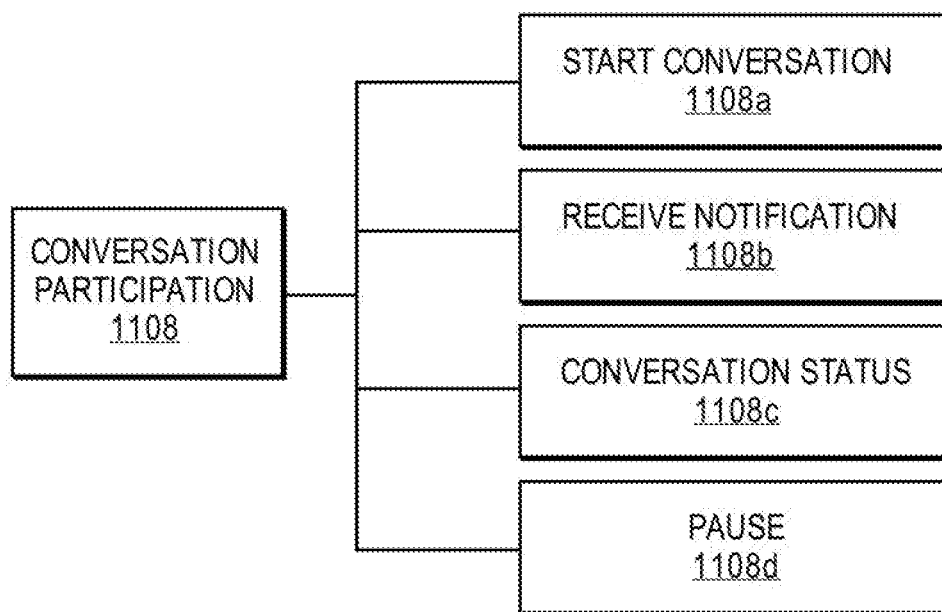 START CONVERSATION
1108a
RECEIVE NOTIFICATION
1108b
CONVERSATION
PARTICIPATION
1108
CONVERSATION STATUS
1108c
PAUSE
1108d